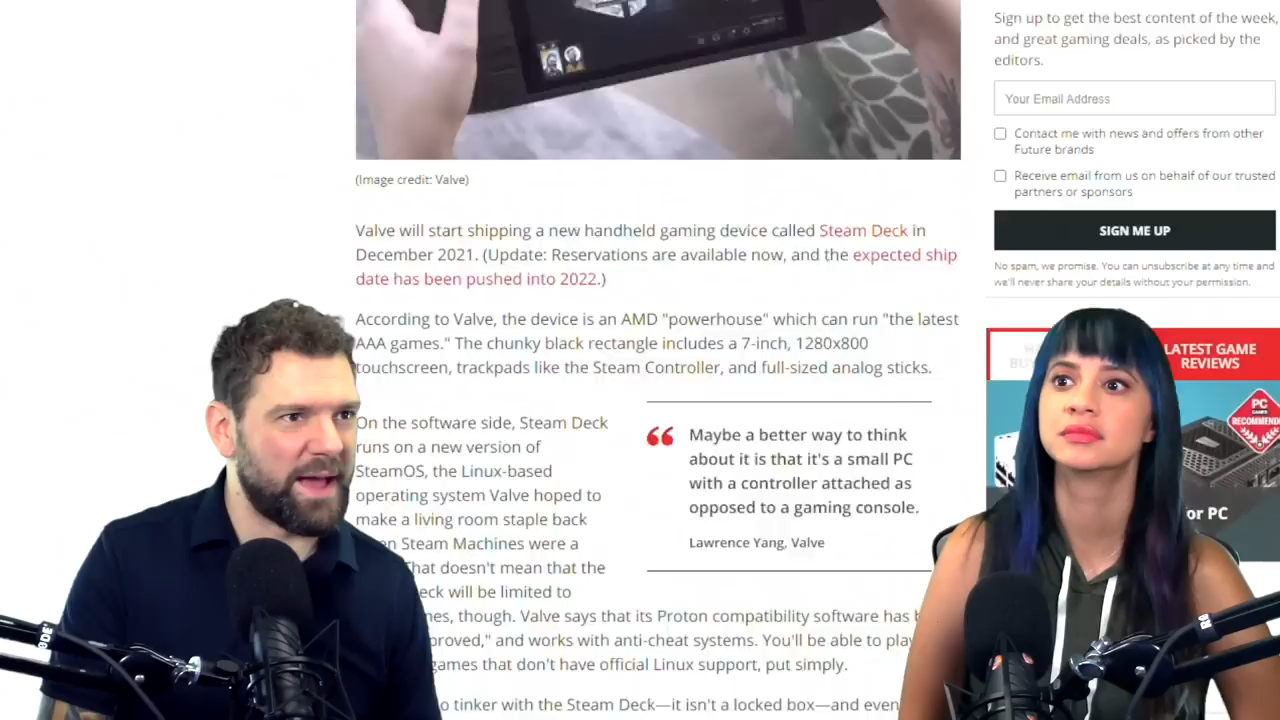 Sign up to get the best content of the week,
and great gaming deals, as picked by the
editors.
Your Email Address
Contact me with news and offers from other
Future brands
Receive email from us on behalf of our trusted
partners or sponsors
SIGN ME UP
No spam, we promise. You can unsubscribe at any time and
we'll never share your details without your permission.
(Image credit: Valve)
Valve will start shipping a new handheld gaming device called Steam Deck in
December 2021. (Update: Reservations are available now, and the expected ship
date has been pushed into 2022.)
According to Valve, the device is an AMD "powerhouse" which can run "the latest
AAA games." The chunky black rectangle includes a 7-inch, 1280x800
touchscreen, trackpads like the Steam Controller, and full-sized analog sticks.
On the software side, Steam Deck
runs on a new version of
SteamOS, the Linux-based
operating system Valve hoped to
make a living room staple back
Steam Machines were a
That doesn't mean that the
will be limited to
though. Valve says that its Proton compatibility software has
and works with anti-cheat systems. You'll be able to play
games that don't have official Linux support, put simply.
tinker with the Steam Deck—it isn't a locked box—and even
“ Maybe a better way to think
about it is that it's a small PC
with a controller attached as
opposed to a gaming console.
Lawrence Yang, Valve
LATEST GAME
REVIEWS
PC
GAMER
RECOMMEND
or PC